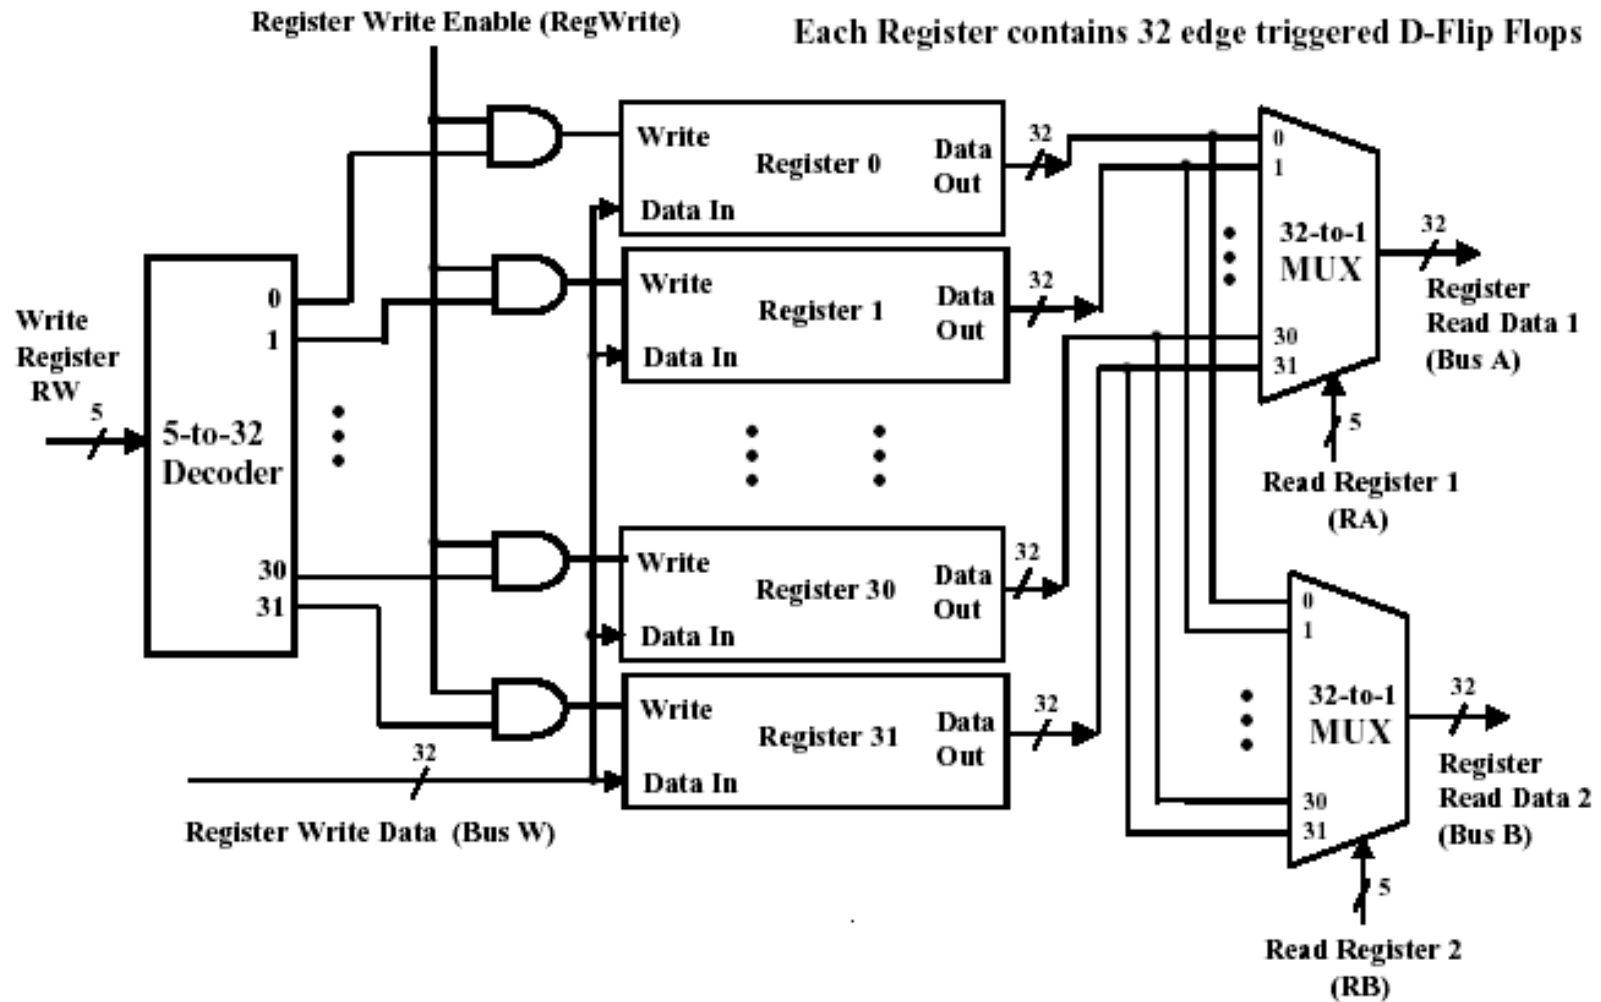 Register Write Enable (RegWrite)
Each Register contains 32 edge triggered D-Flip Flops
Write
Register 0
Data
Out
Data In
32
0
1
32-to-1
MUX
30
31
32
Register
Read Data 1
(Bus A)
5
Read Register 1
(RA)
Write
Register 1
Data
Out
Data In
32
Write
Register
RW
5
5-to-32
Decoder
0
1
30
31
Write
Register 30
Data
Out
Data In
32
Write
Register 31
Data
Out
Data In
32
32
Register Write Data (Bus W)
0
1
32-to-1
MUX
30
31
32
Register
Read Data 2
(Bus B)
5
Read Register 2
(RB)